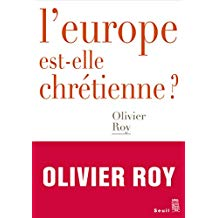 l'europe
est-elle
chrétienne ?
Olivier
Roy
OLIVIER ROY
Seuil